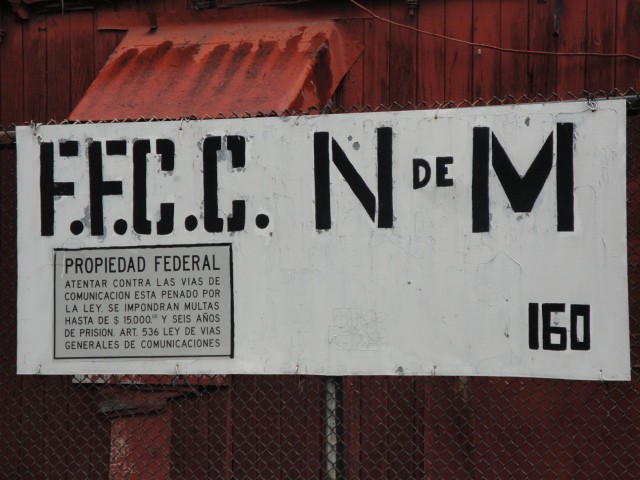 F.F.C.C. N DE M
PROPIEDAD FEDERAL
ATENTAR CONTRA LAS VIAS DE
COMUNICACION ESTA PENADO POR
LA LEY. SE IMPONDRAN MULTAS
HASTA DE $ 15,000.00 Y SEIS AÑOS
DE PRISION. ART. 536 LEY DE VIAS
GENERALES DE COMUNICACIONES
160